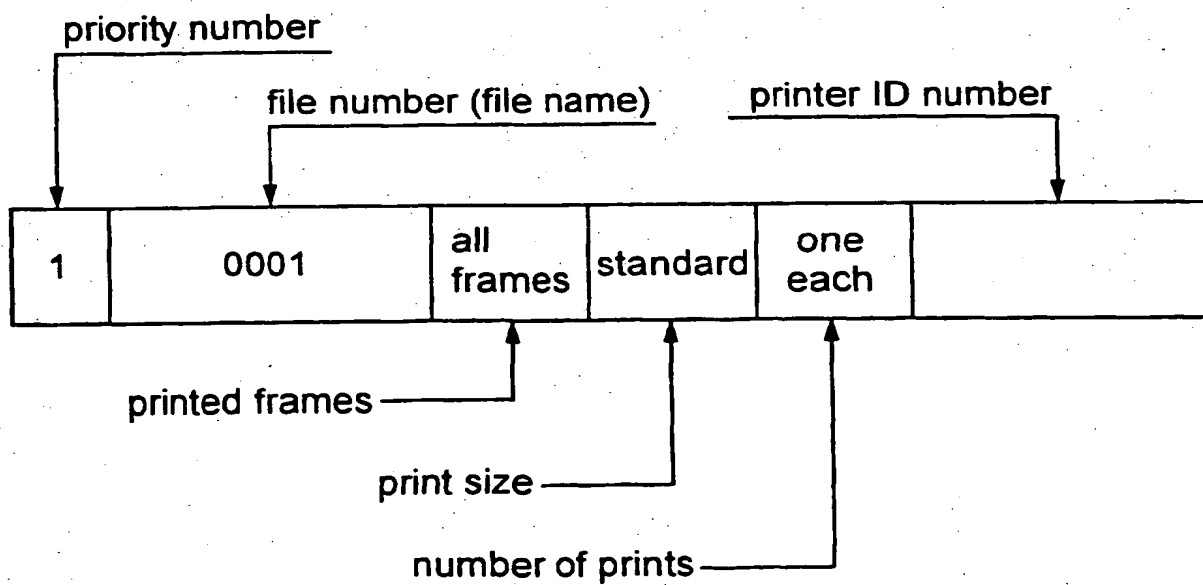 priority number
file number (file name)
printer ID number
1
0001
all
frames
standard
one
each
printed frames
print size
number of prints